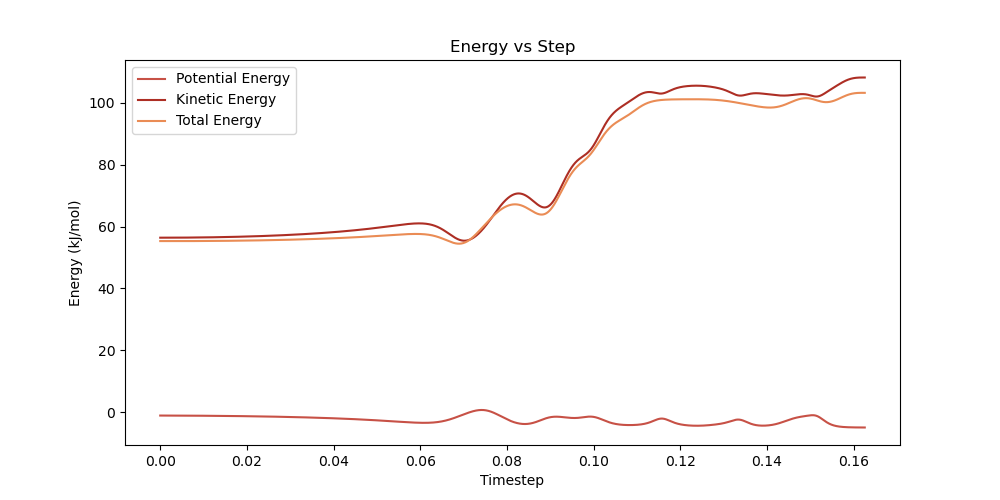 Energy vs Step
Potential Energy
Kinetic Energy
Total Energy
Energy (kJ/mol)
100
80
60
40
20
0
0.00 0.02 0.04 0.06 0.08 0.10 0.12 0.14 0.16
Timestep